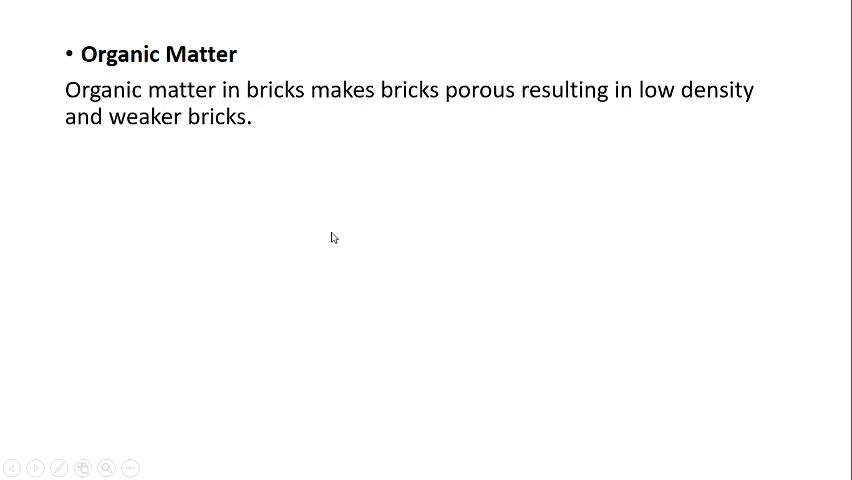 • Organic Matter
Organic matter in bricks makes bricks porous resulting in low density
and weaker bricks.